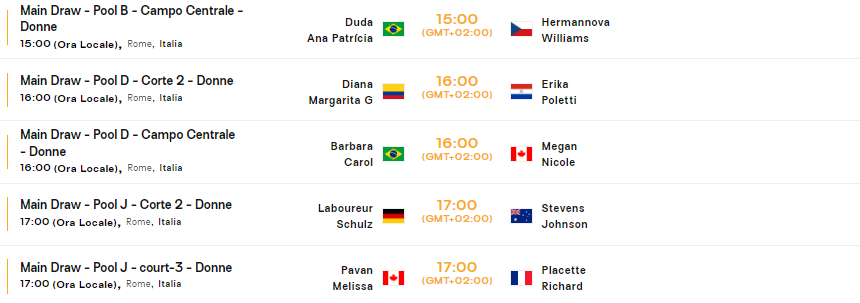 Main Draw - Pool B - Campo Centrale -
Donne
15:00 (Ora Locale), Rome, Italia
Duda
Ana Patrícia
15:00
(GMT+02:00)
Hermannova
Williams
Main Draw - Pool D - Corte 2 - Donne
16:00 (Ora Locale), Rome, Italia
Diana
Margarita G
16:00
(GMT+02:00)
Erika
Poletti
Main Draw - Pool D - Campo Centrale
- Donne
16:00 (Ora Locale), Rome, Italia
Barbara
Carol
16:00
(GMT+02:00)
Megan
Nicole
Main Draw - Pool J - Corte 2 - Donne
17:00 (Ora Locale), Rome, Italia
Laboureur
Schulz
17:00
(GMT+02:00)
Stevens
Johnson
Main Draw - Pool J - court-3 - Donne
17:00 (Ora Locale), Rome, Italia
Pavan
Melissa
17:00
(GMT+02:00)
Placette
Richard